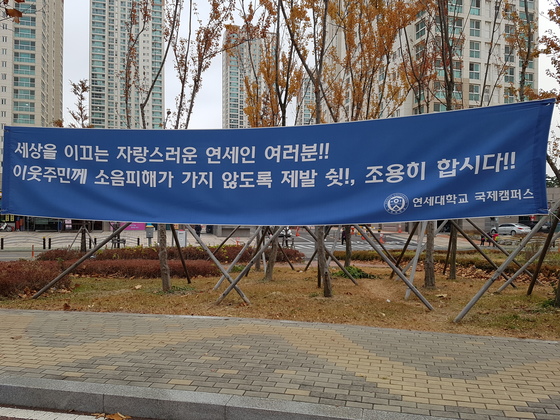 세상을 이끄는 자랑스러운 연세인 여러분!!
이웃주민께 소음피해가 가지 않도록 제발 쉿!, 조용히 합시다!!
연세대학교 국제캠퍼스